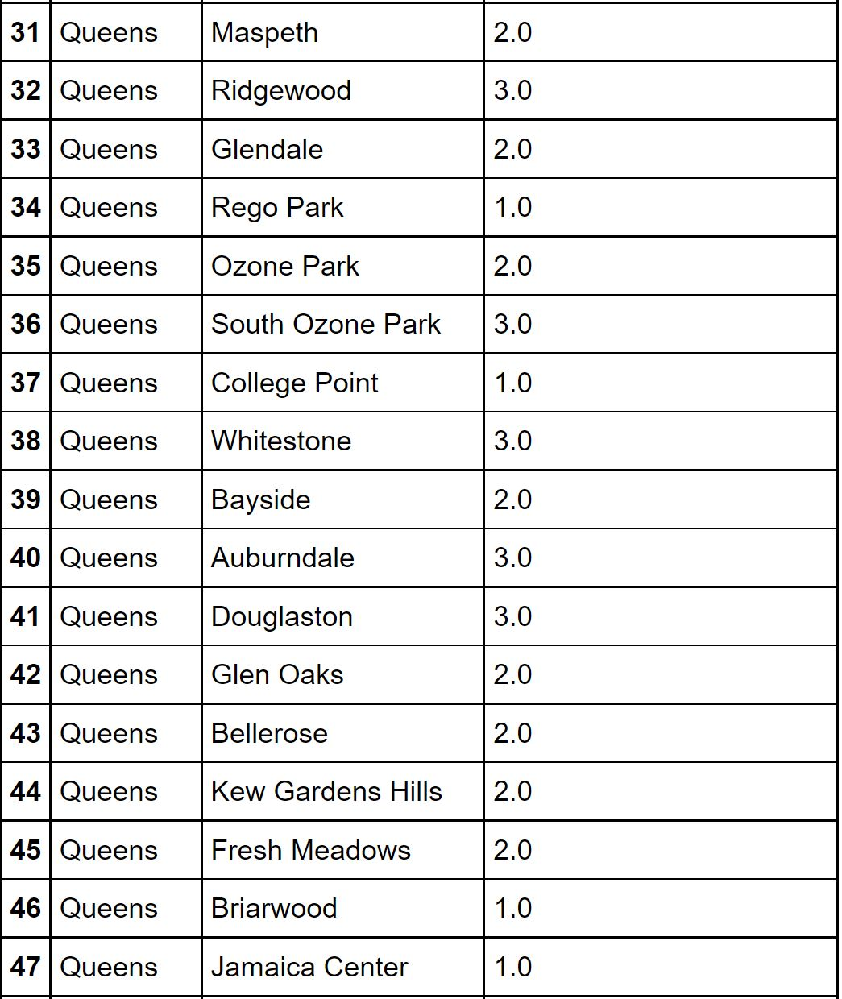 31 Queens Maspeth 2.0
32 Queens Ridgewood 3.0
33 Queens Glendale 2.0
34 Queens Rego Park 1.0
35 Queens Ozone Park 2.0
36 Queens South Ozone Park 3.0
37 Queens College Point 1.0
38 Queens Whitestone 3.0
39 Queens Bayside 2.0
40 Queens Auburndale 3.0
41 Queens Douglaston 3.0
42 Queens Glen Oaks 2.0
43 Queens Bellerose 2.0
44 Queens Kew Gardens Hills 2.0
45 Queens Fresh Meadows 2.0
46 Queens Briarwood 1.0
47 Queens Jamaica Center 1.0